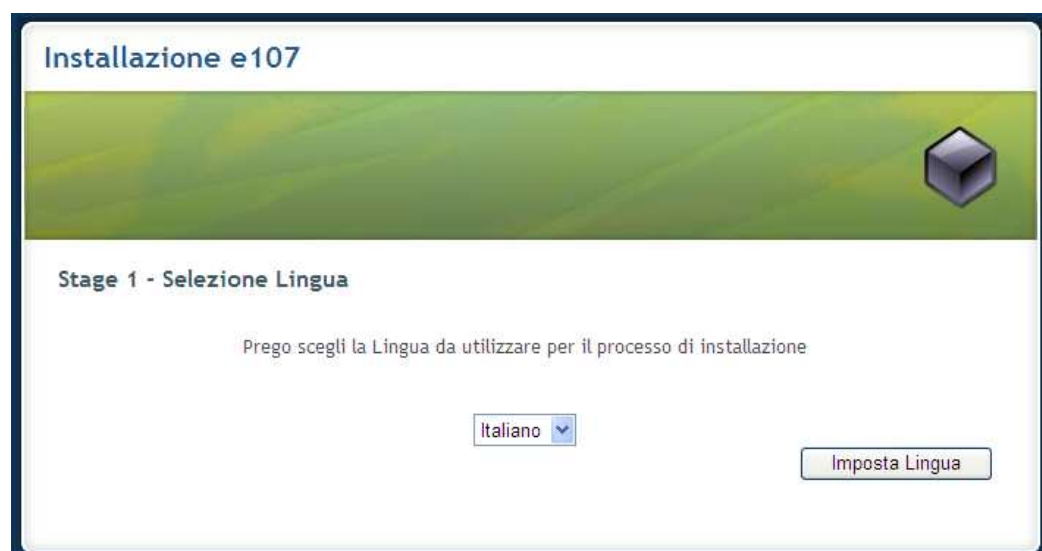 Installazione e107
Stage 1 - Selezione Lingua
Prego scegli la Lingua da utilizzare per il processo di installazione
Italiano
Imposta Lingua